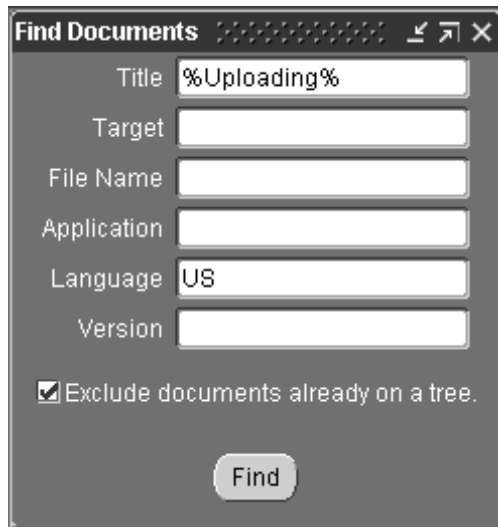 Find Documents
Title %Uploading%
Target
File Name
Application
Language US
Version
Exclude documents already on a tree.
Find